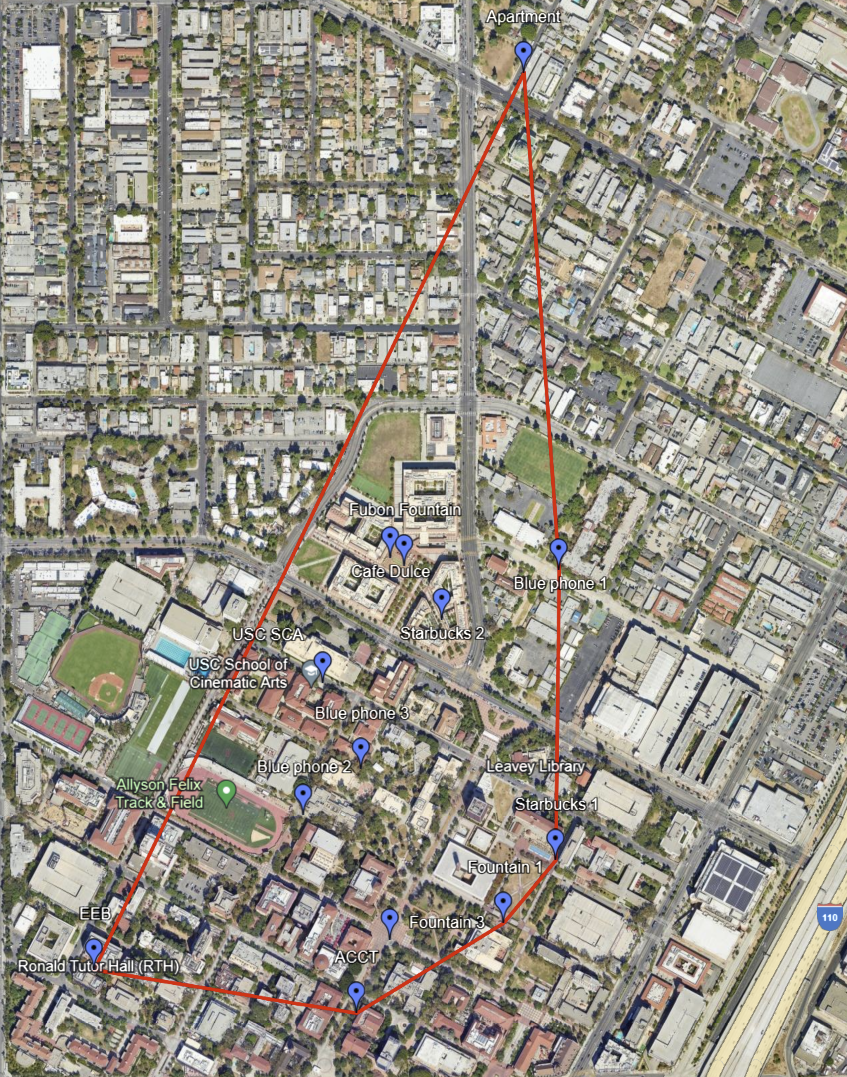 Apartment
Fubon Fountain
Cafe Dulce
Blue phone 1
Starbucks 2
USC SCA
USC School of
Cinematic Arts
Blue phone 3
Blue phone 2
Leavey Library
Allyson Felix
Track & Field
Starbucks 1
Fountain 1
EEB
Fountain 3
110
ACCT
Ronald Tutor Hall (RTH)